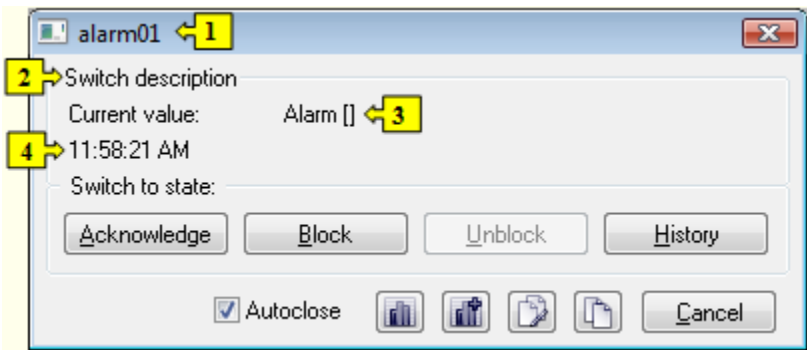 alarm01 1
2 Switch description
Current value: Alarm [] 3
4 11:58:21 AM
Switch to state:
Acknowledge Block Unblock History
Autoclose Cancel